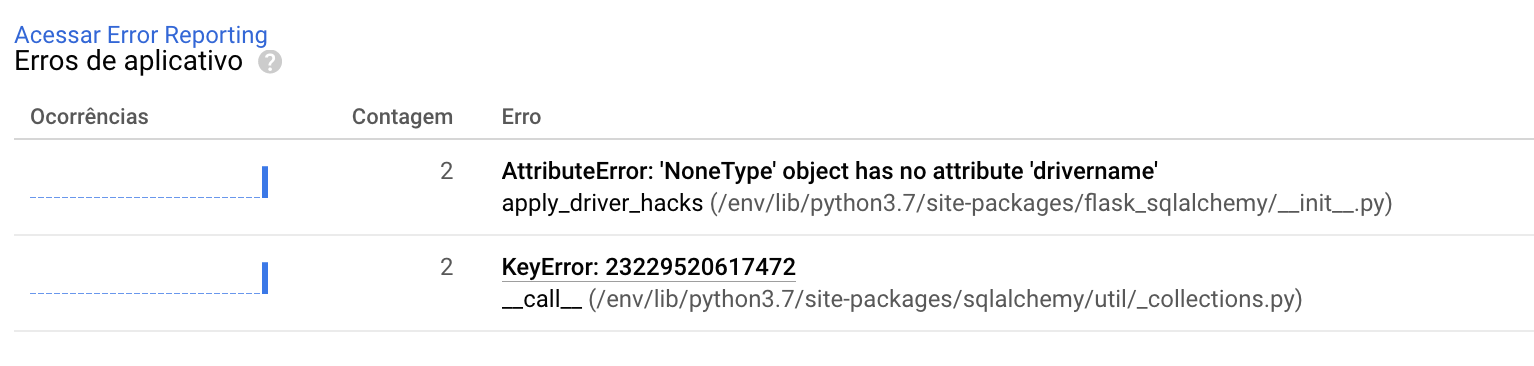 Acessar Error Reporting
Erros de aplicativo ?
Ocorrências Contagem Erro
2 AttributeError: 'NoneType' object has no attribute 'drivername'
apply_driver_hacks (/env/lib/python3.7/site-packages/flask_sqlalchemy/__init__.py)
2 KeyError: 23229520617472
__call__ (/env/lib/python3.7/site-packages/sqlalchemy/util/_collections.py)